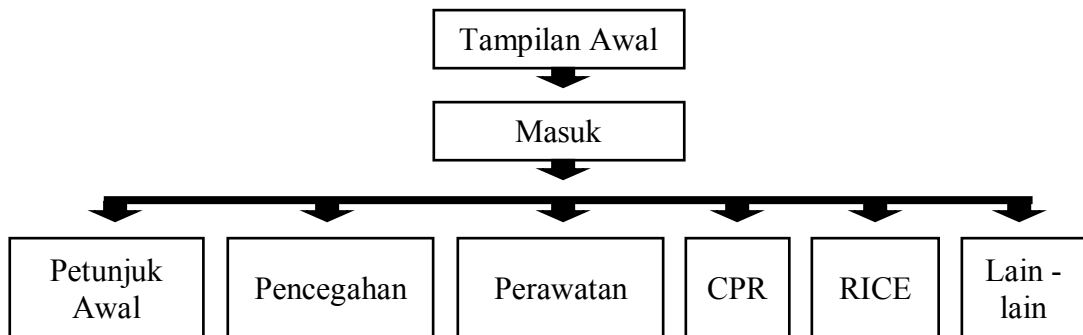 Tampilan Awal
Masuk
Petunjuk
Awal
Pencegahan
Perawatan
CPR
RICE
Lain -
lain